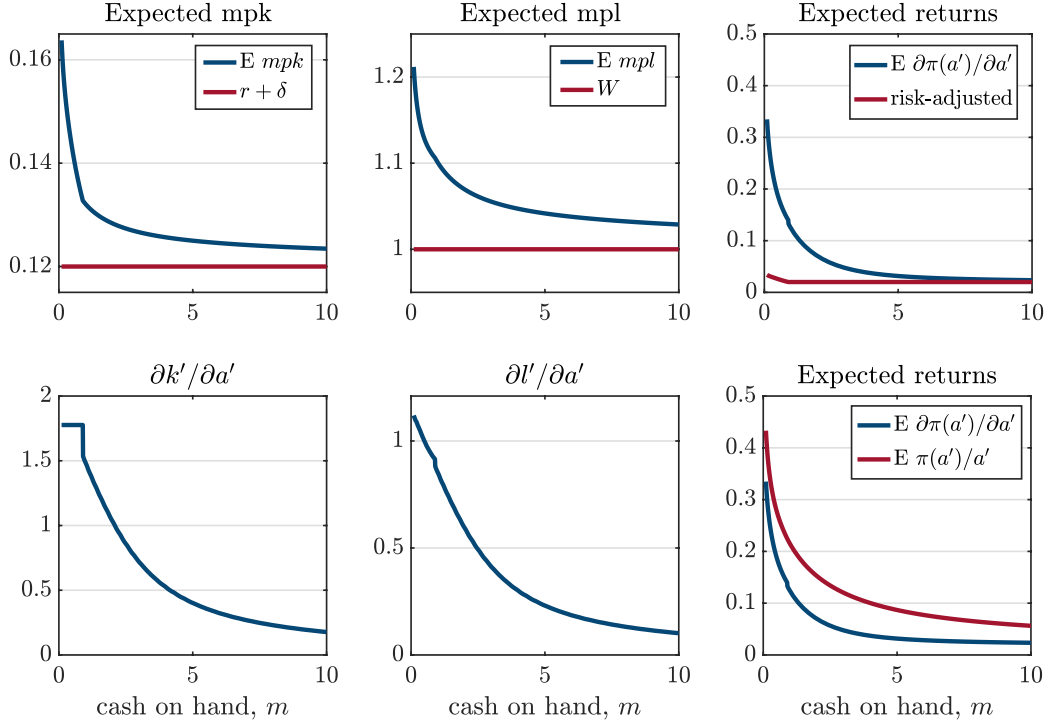 Expected mpk
0.16
0.14
0.12
E mpk
r + δ
0
5
10
Expected mpl
1.2
1.1
1
E mpl
W
0
5
10
Expected returns
0.5
0.4
0.3
0.2
0.1
0
E ∂π(a′)/∂a′
risk-adjusted
0
5
10
∂k′/∂a′
2
1.5
1
0.5
0
0
5
10
cash on hand, m
∂l′/∂a′
1
0.5
0
0
5
10
cash on hand, m
Expected returns
0.5
0.4
0.3
0.2
0.1
0
E ∂π(a′)/∂a′
E π(a′)/a′
0
5
10
cash on hand, m